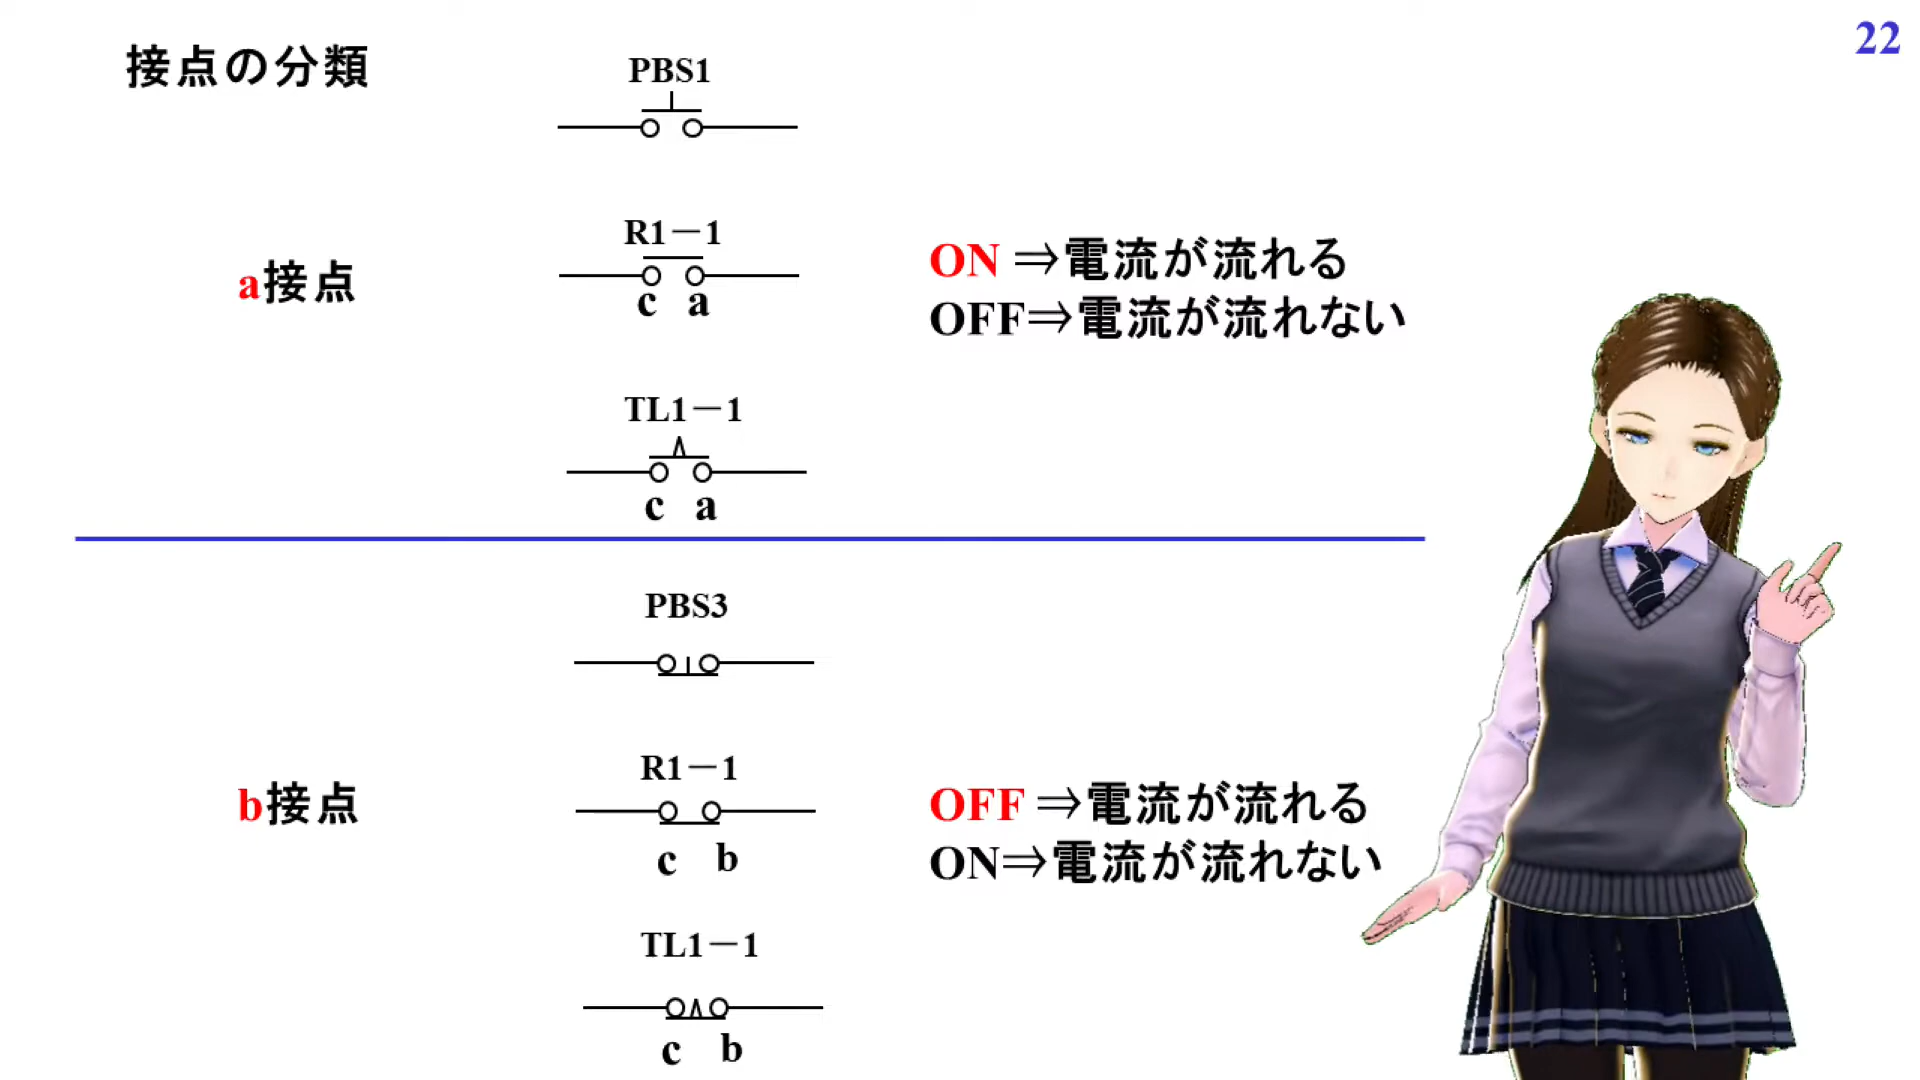 22
接点の分類
PBS1
R1－1
a接点
c a
ON ⇒電流が流れる
OFF⇒電流が流れない
TL1－1
c a
PBS3
R1－1
b接点
c b
OFF ⇒電流が流れる
ON⇒電流が流れない
TL1－1
c b